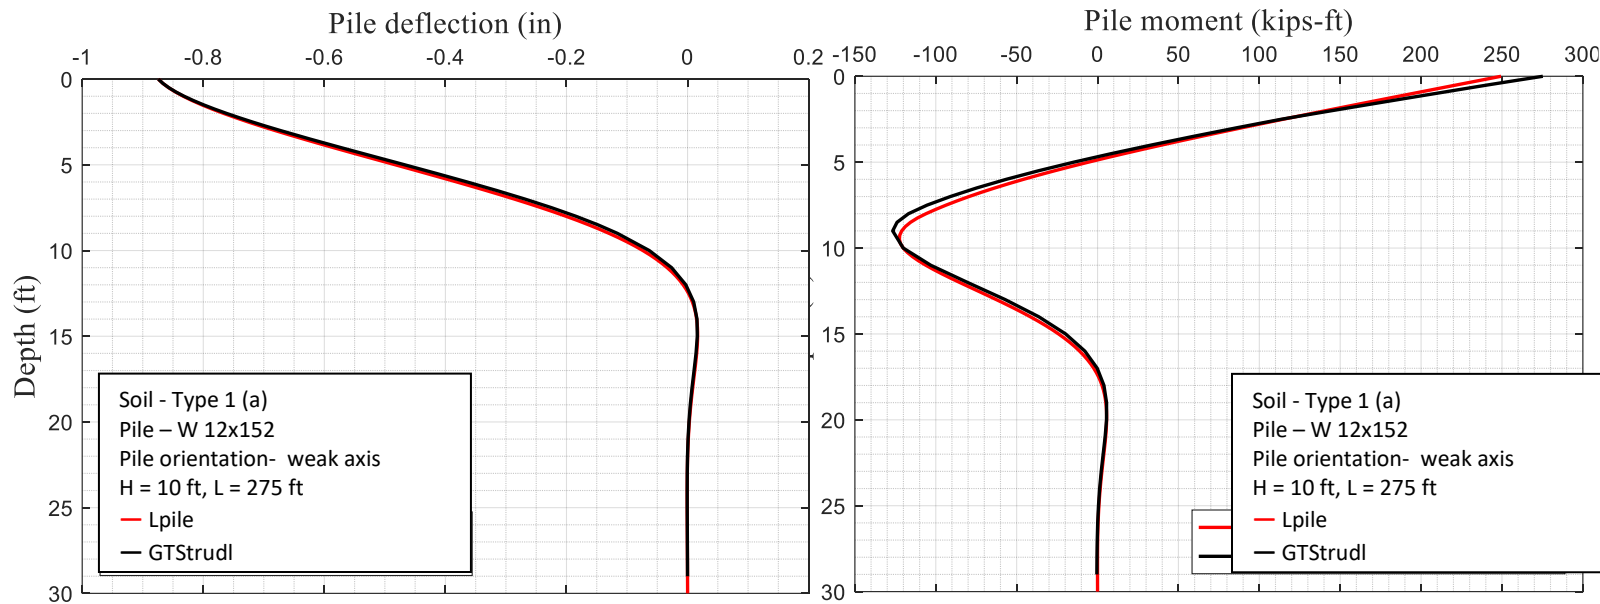 Pile deflection (in)
-1 -0.8 -0.6 -0.4 -0.2 0 0.2
Depth (ft)
0
5
10
15
20
25
30
Soil - Type 1 (a)
Pile – W 12x152
Pile orientation-  weak axis
H = 10 ft, L = 275 ft
Lpile
GTStrudl
Pile moment (kips-ft)
-150 -100 -50 0 50 100 150 200 250 300
0
5
10
15
20
25
30
Soil - Type 1 (a)
Pile – W 12x152
Pile orientation-  weak axis
H = 10 ft, L = 275 ft
Lpile
GTStrudl